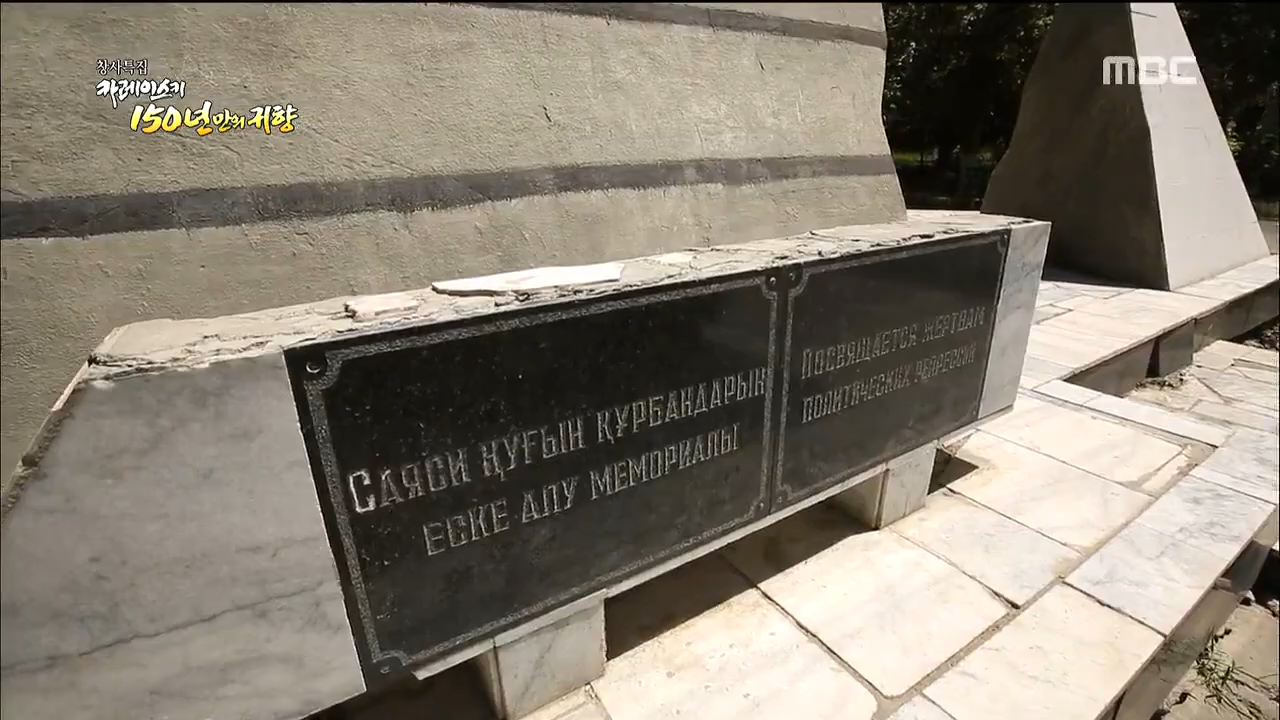 창사특집
카레이스키
150년만의 귀향
MBC
САЯСИ ҚУҒЫН ҚҰРБАНДАРЫН
ЕСКЕ АЛУ МЕМОРИАЛЫ
ПОСВЯЩАЕТСЯ ЖЕРТВАМ
ПОЛИТИЧЕСКИХ РЕПРЕССИЙ